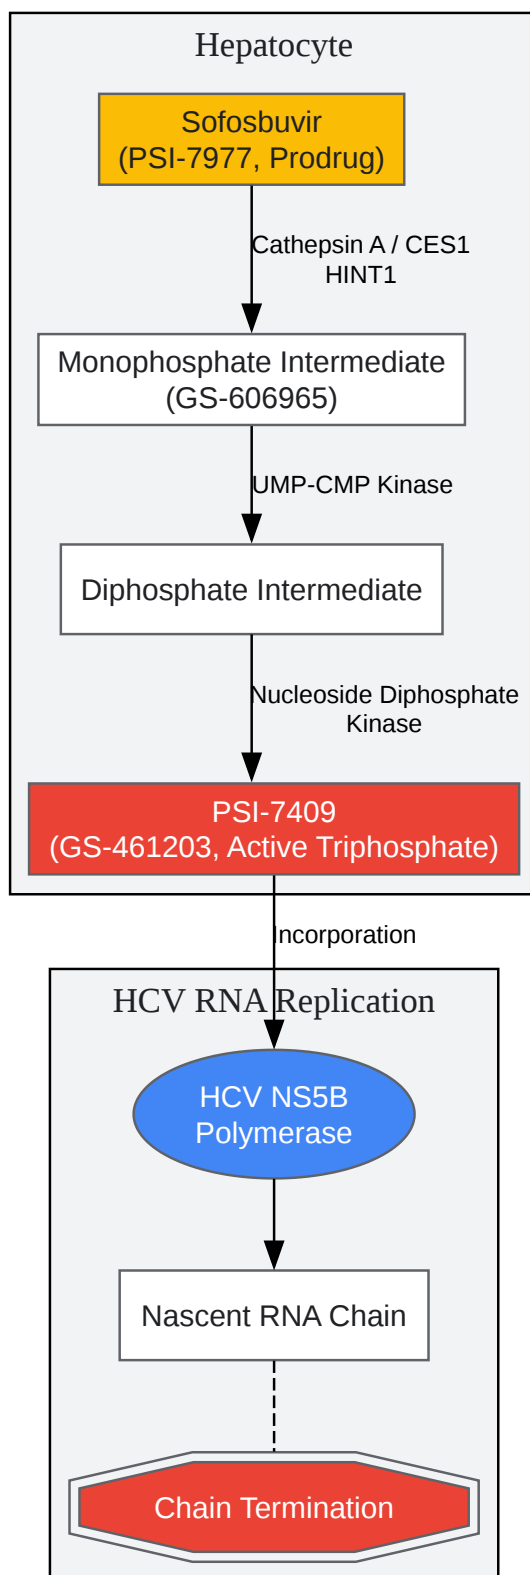 Hepatocyte
Sofosbuvir
(PSI-7977, Prodrug)
Cathepsin A / CES1
HINT1
Monophosphate Intermediate
(GS-606965)
UMP-CMP Kinase
Diphosphate Intermediate
Nucleoside Diphosphate
Kinase
PSI-7409
(GS-461203, Active Triphosphate)
Incorporation
HCV RNA Replication
HCV NS5B
Polymerase
Nascent RNA Chain
Chain Termination